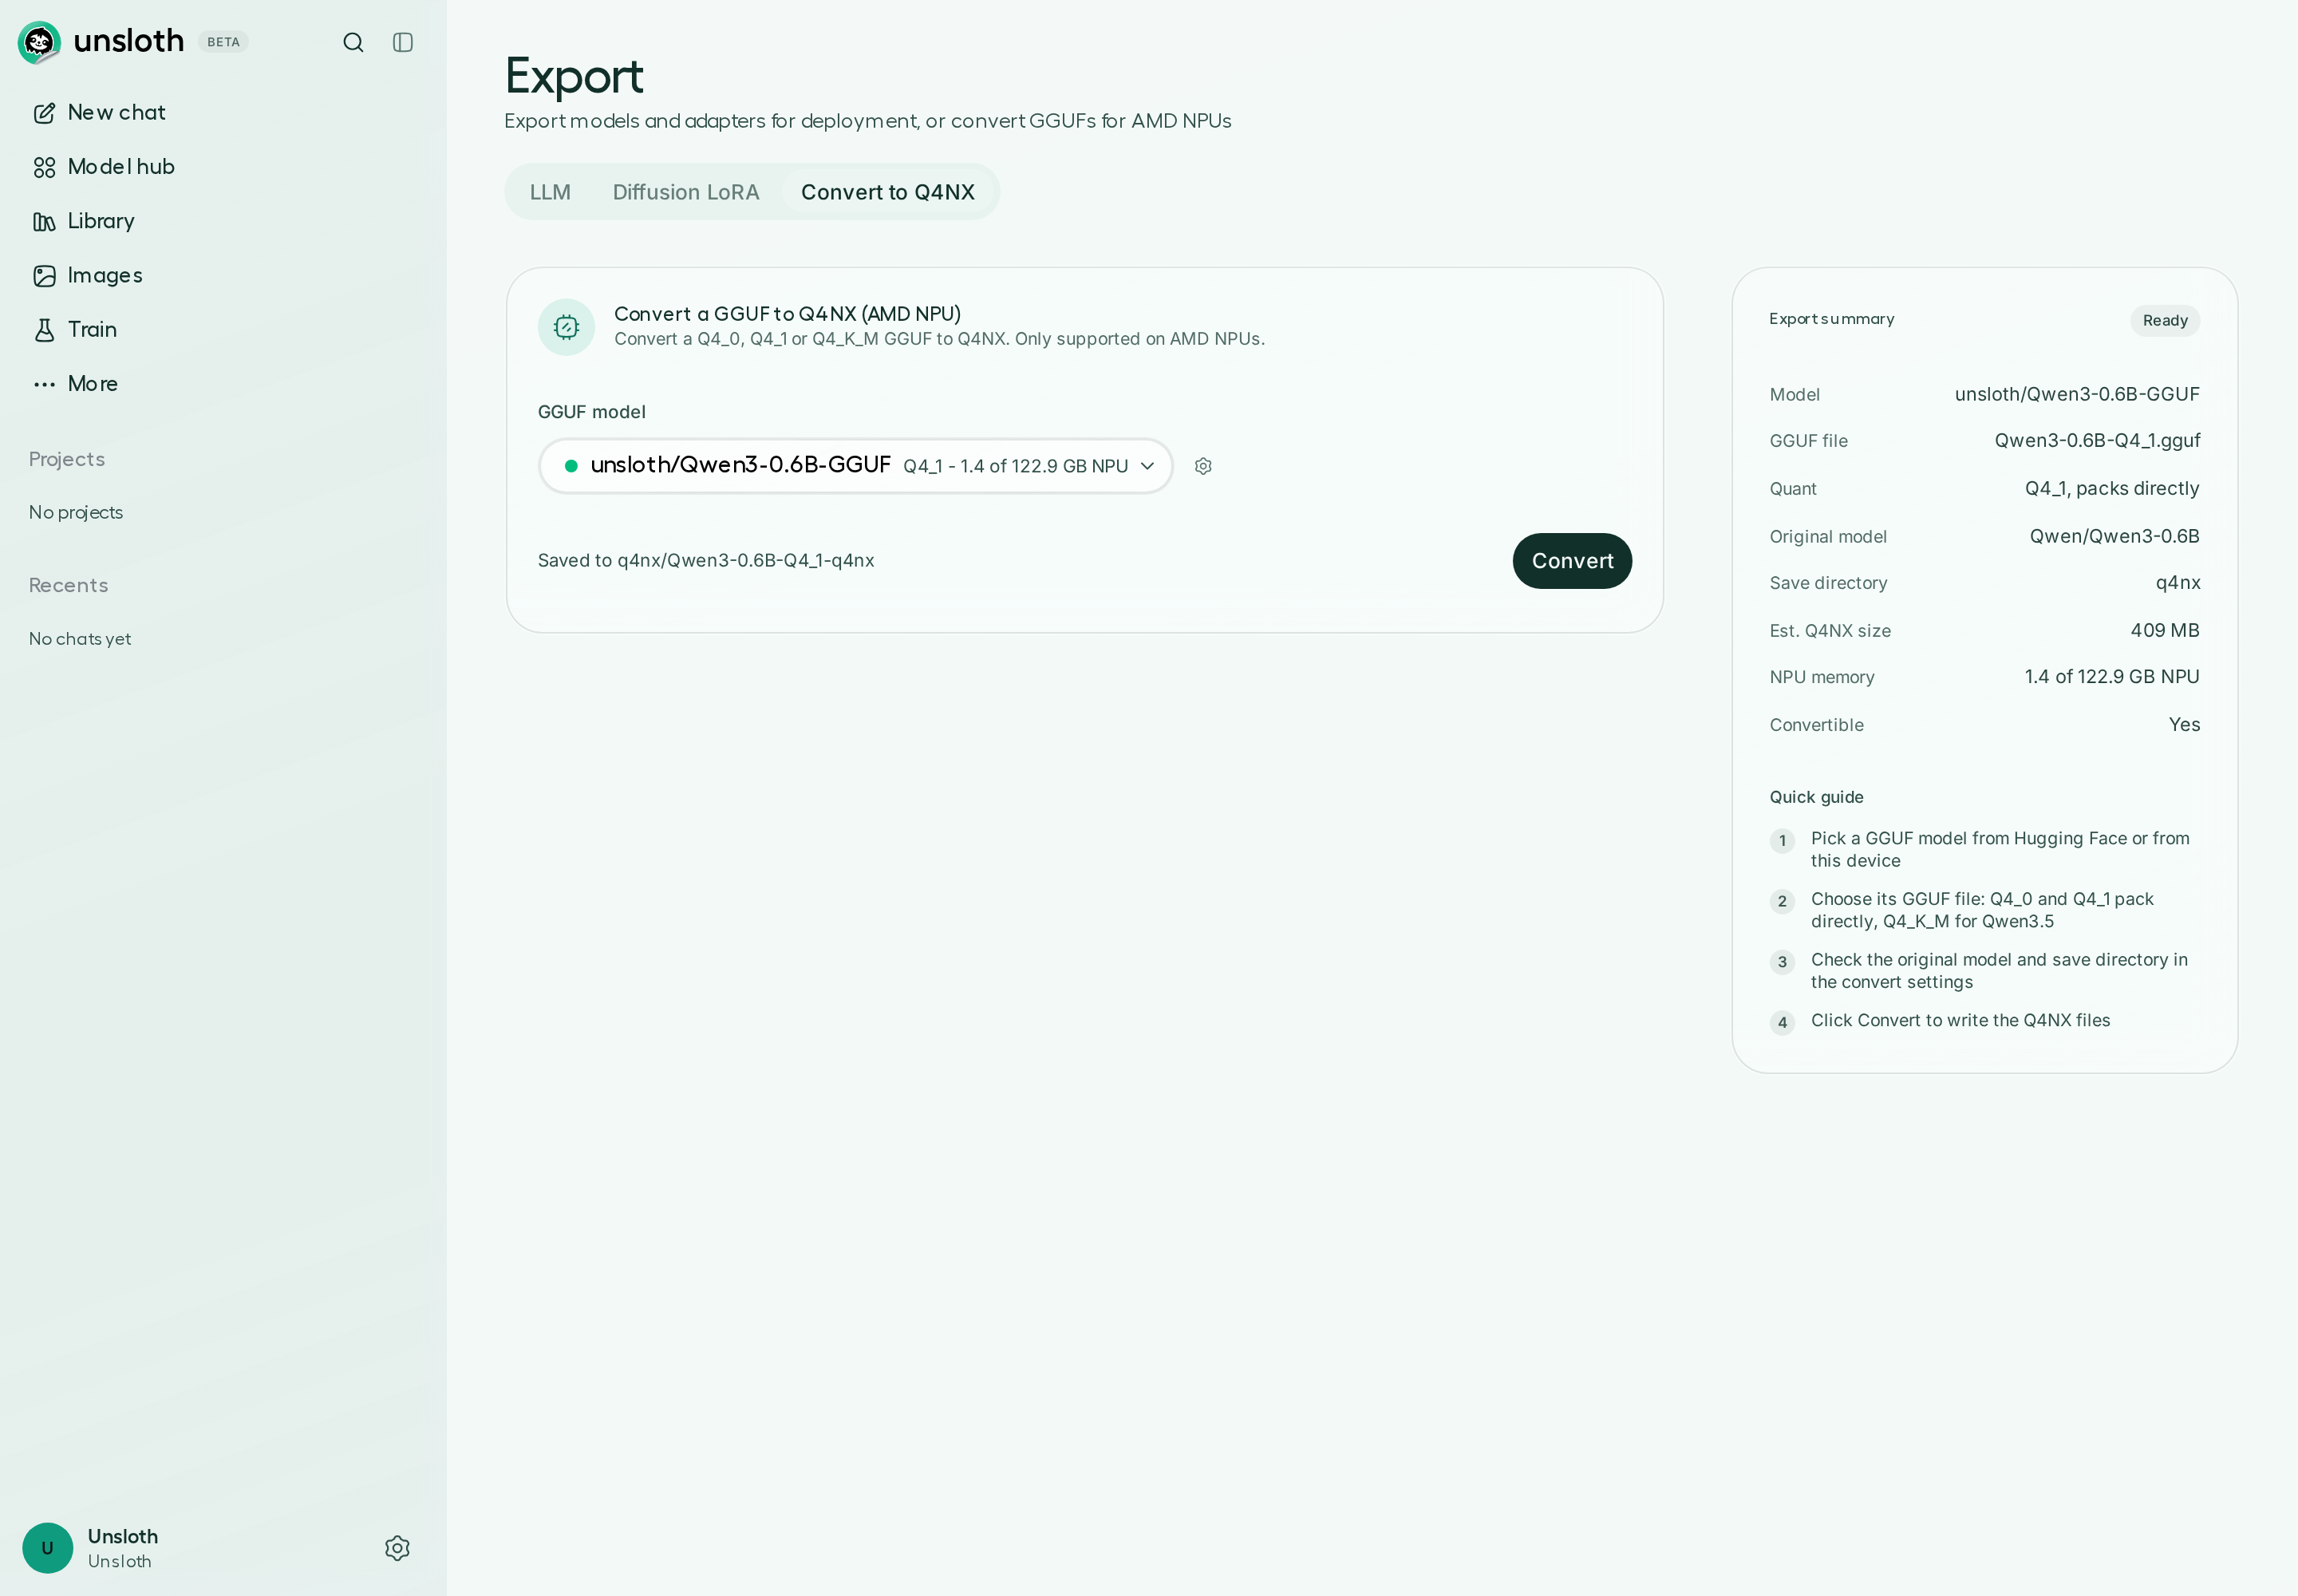 unsloth BETA
New chat
Model hub
Library
Images
Train
More
Projects
No projects
Recents
No chats yet
U
Unsloth
Unsloth
Export
Export models and adapters for deployment, or convert GGUFs for AMD NPUs
LLM Diffusion LoRA Convert to Q4NX
Convert a GGUF to Q4NX (AMD NPU)
Convert a Q4_0, Q4_1 or Q4_K_M GGUF to Q4NX. Only supported on AMD NPUs.
GGUF model
unsloth/Qwen3-0.6B-GGUF Q4_1 - 1.4 of 122.9 GB NPU
Saved to q4nx/Qwen3-0.6B-Q4_1-q4nx
Convert
Export summary Ready
Model unsloth/Qwen3-0.6B-GGUF
GGUF file Qwen3-0.6B-Q4_1.gguf
Quant Q4_1, packs directly
Original model Qwen/Qwen3-0.6B
Save directory q4nx
Est. Q4NX size 409 MB
NPU memory 1.4 of 122.9 GB NPU
Convertible Yes
Quick guide
1 Pick a GGUF model from Hugging Face or from
this device
2 Choose its GGUF file: Q4_0 and Q4_1 pack
directly, Q4_K_M for Qwen3.5
3 Check the original model and save directory in
the convert settings
4 Click Convert to write the Q4NX files